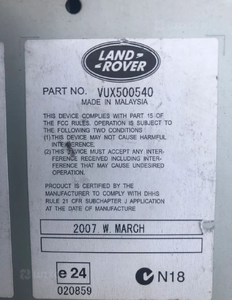 LAND
ROVER
PART NO. VUX500540
MADE IN MALAYSIA
THIS DEVICE COMPLIES WITH PART 15 OF
THE FCC RULES. OPERATION IS SUBJECT TO
THE FOLLOWING TWO CONDITIONS
(1) THIS DEVICE MAY NOT CAUSE HARMFUL
INTERFERENCE.
(2) THIS DEVICE MUST ACCEPT ANY INTER-
FERENCE RECEIVED INCLUDING INTER-
FERENCE THAT MAY CAUSE UNDESIRED
OPERATION.
PRODUCT IS CERTIFIED BY THE
MANUFACTURER TO COMPLY WITH DHHS
RULE 21 CFR SUBCHAPTER J APPLICATION
AT THE DATE OF MANUFACTURE
2007. W. MARCH
e 24
020859
N18